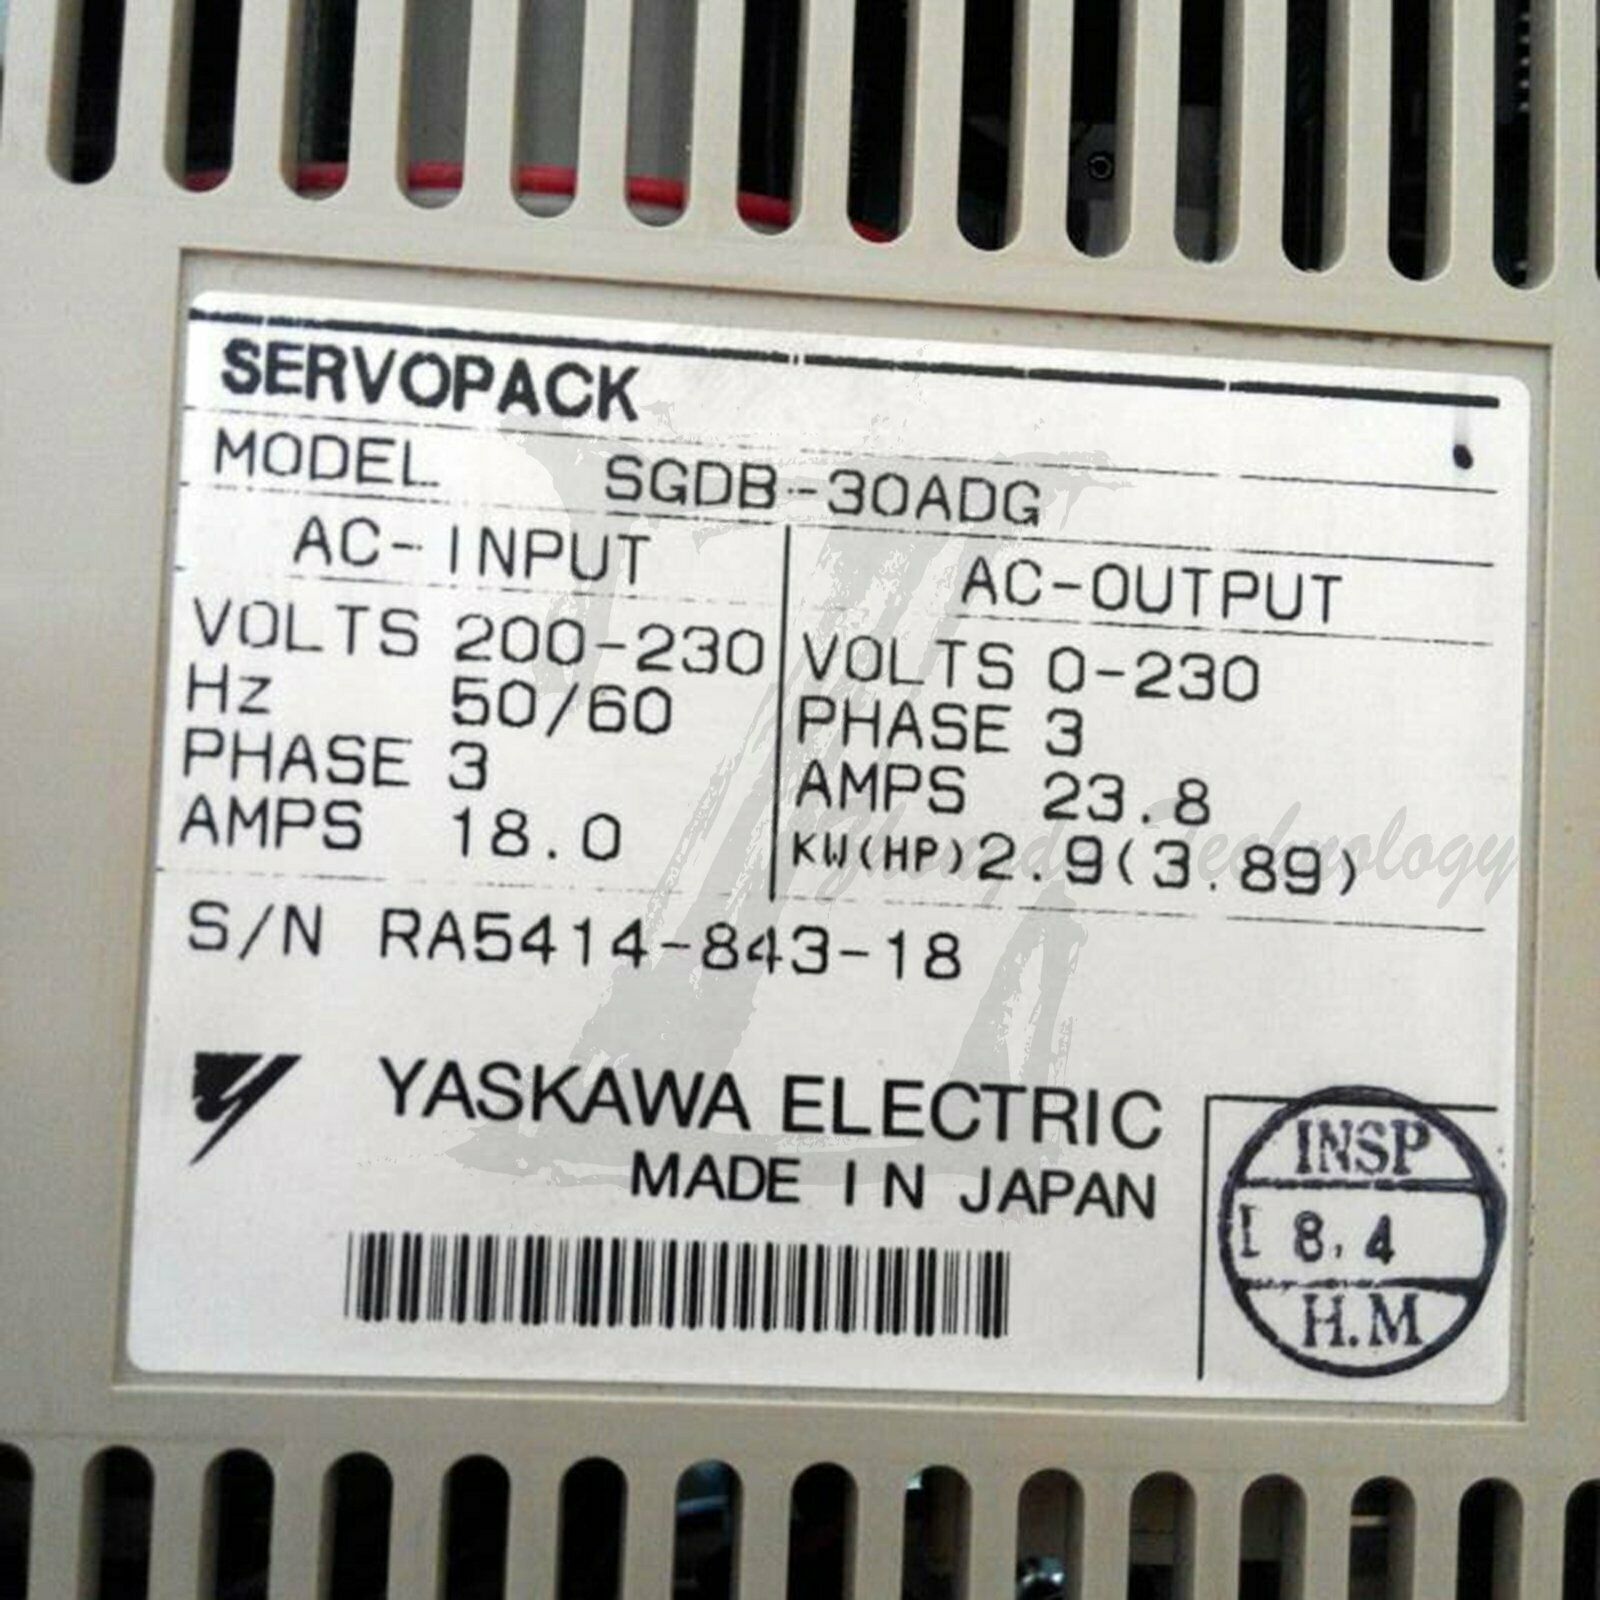 SERVOPACK
MODEL SGDB-30ADG
AC-INPUT AC-OUTPUT
VOLTS 200-230 VOLTS 0-230
Hz 50/60 PHASE 3
PHASE 3 AMPS 23.8
AMPS 18.0 KW(HP)2.9(3.89)
S/N RA5414-843-18
YASKAWA ELECTRIC
MADE IN JAPAN
INSP
8.4
H.M
Technology